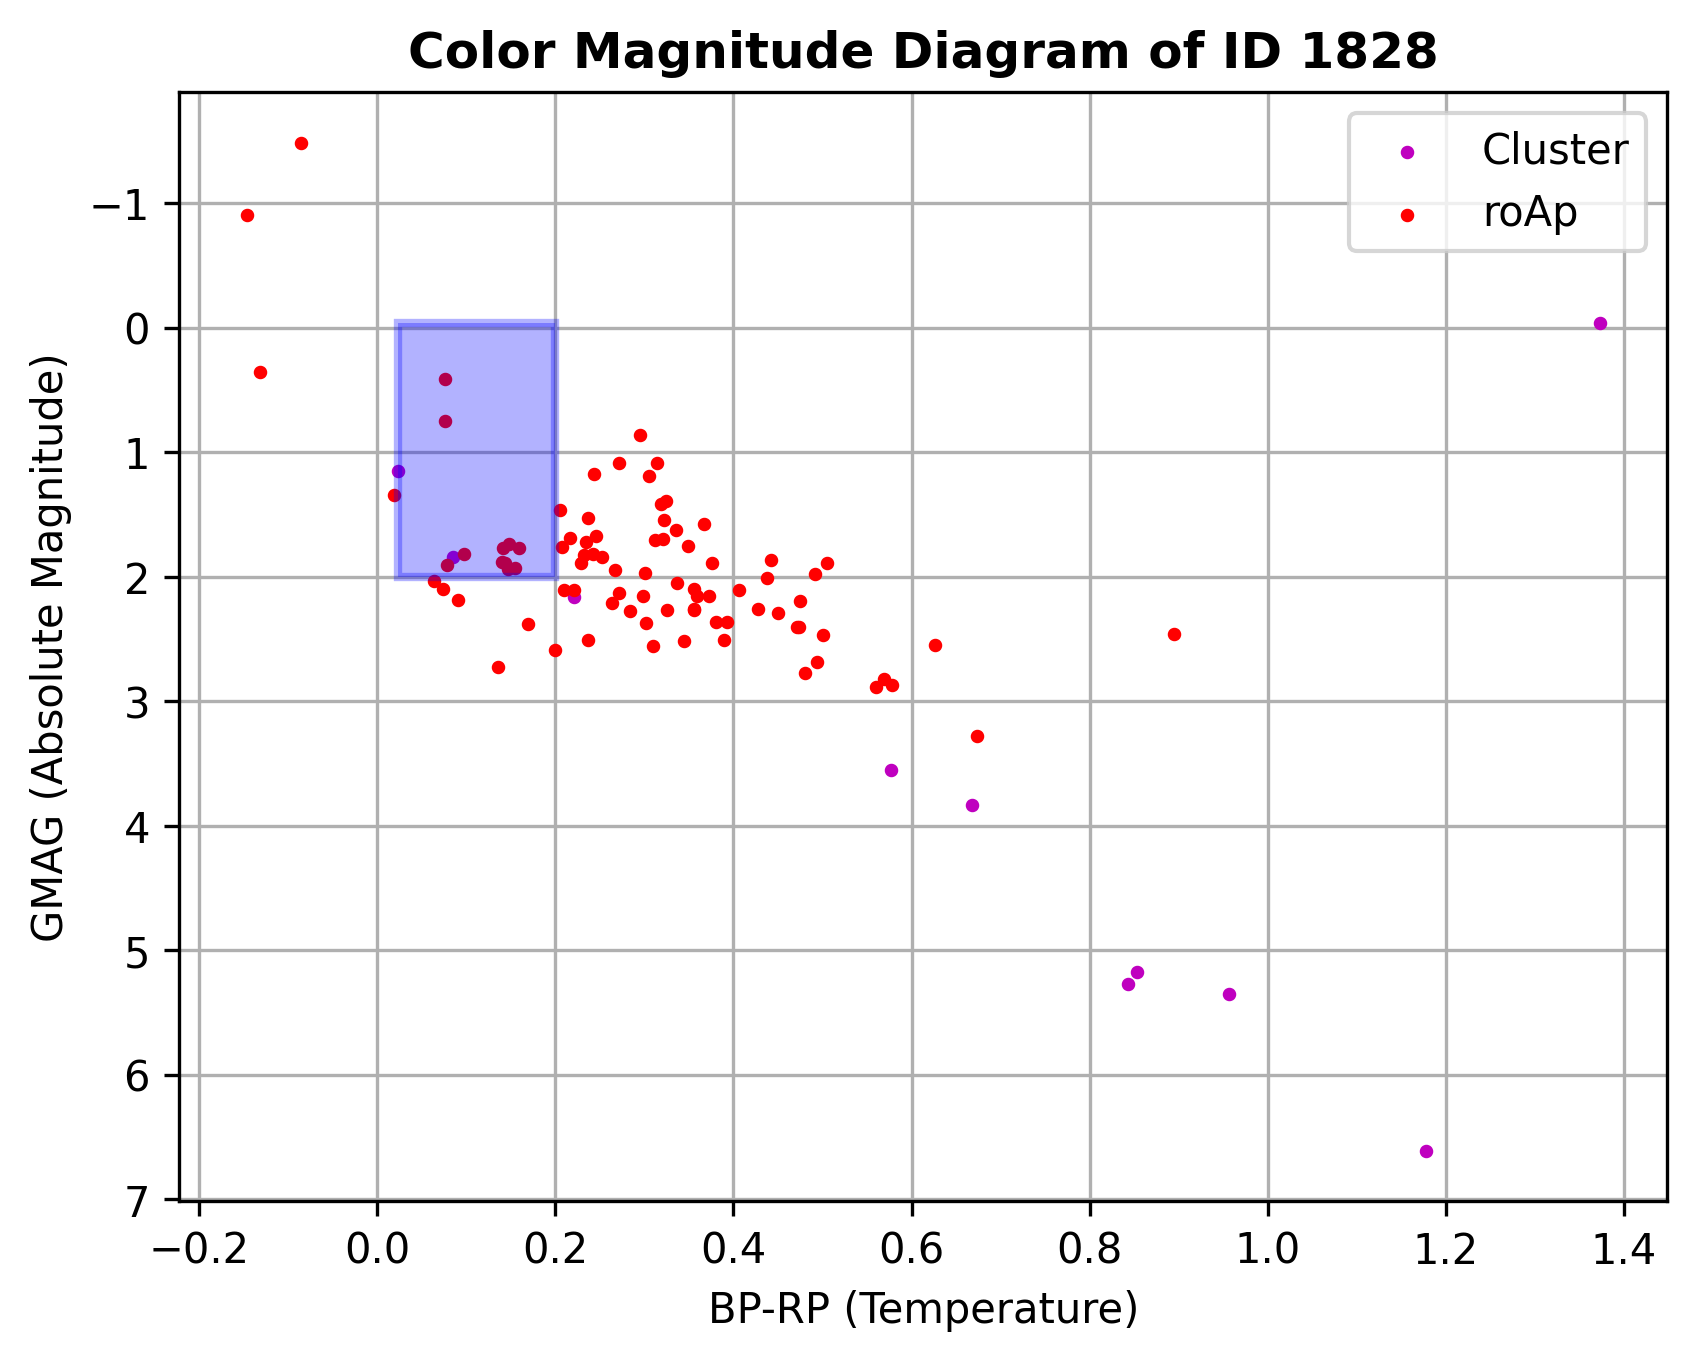 Color Magnitude Diagram of ID 1828
Cluster
roAp
GMAG (Absolute Magnitude)
−1
0
1
2
3
4
5
6
7
−0.2 0.0 0.2 0.4 0.6 0.8 1.0 1.2 1.4
BP-RP (Temperature)